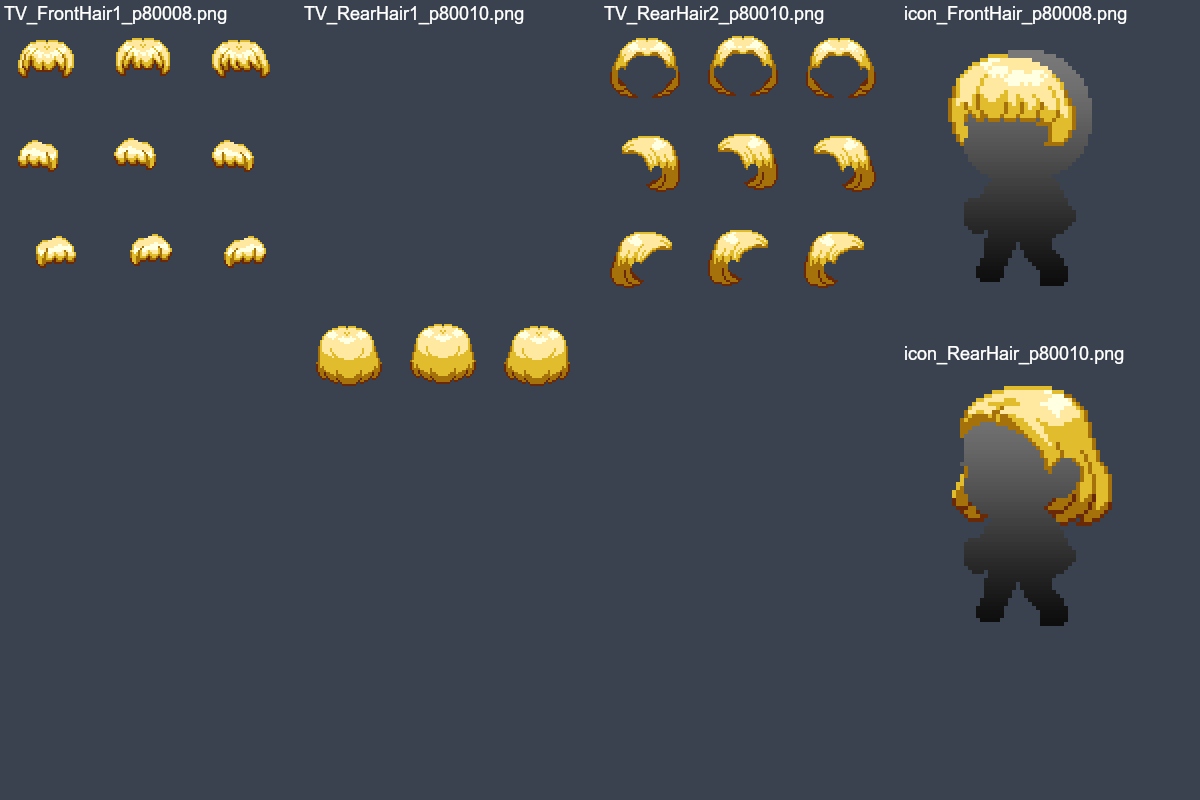 TV_FrontHair1_p80008.png
TV_RearHair1_p80010.png
TV_RearHair2_p80010.png
icon_FrontHair_p80008.png
icon_RearHair_p80010.png